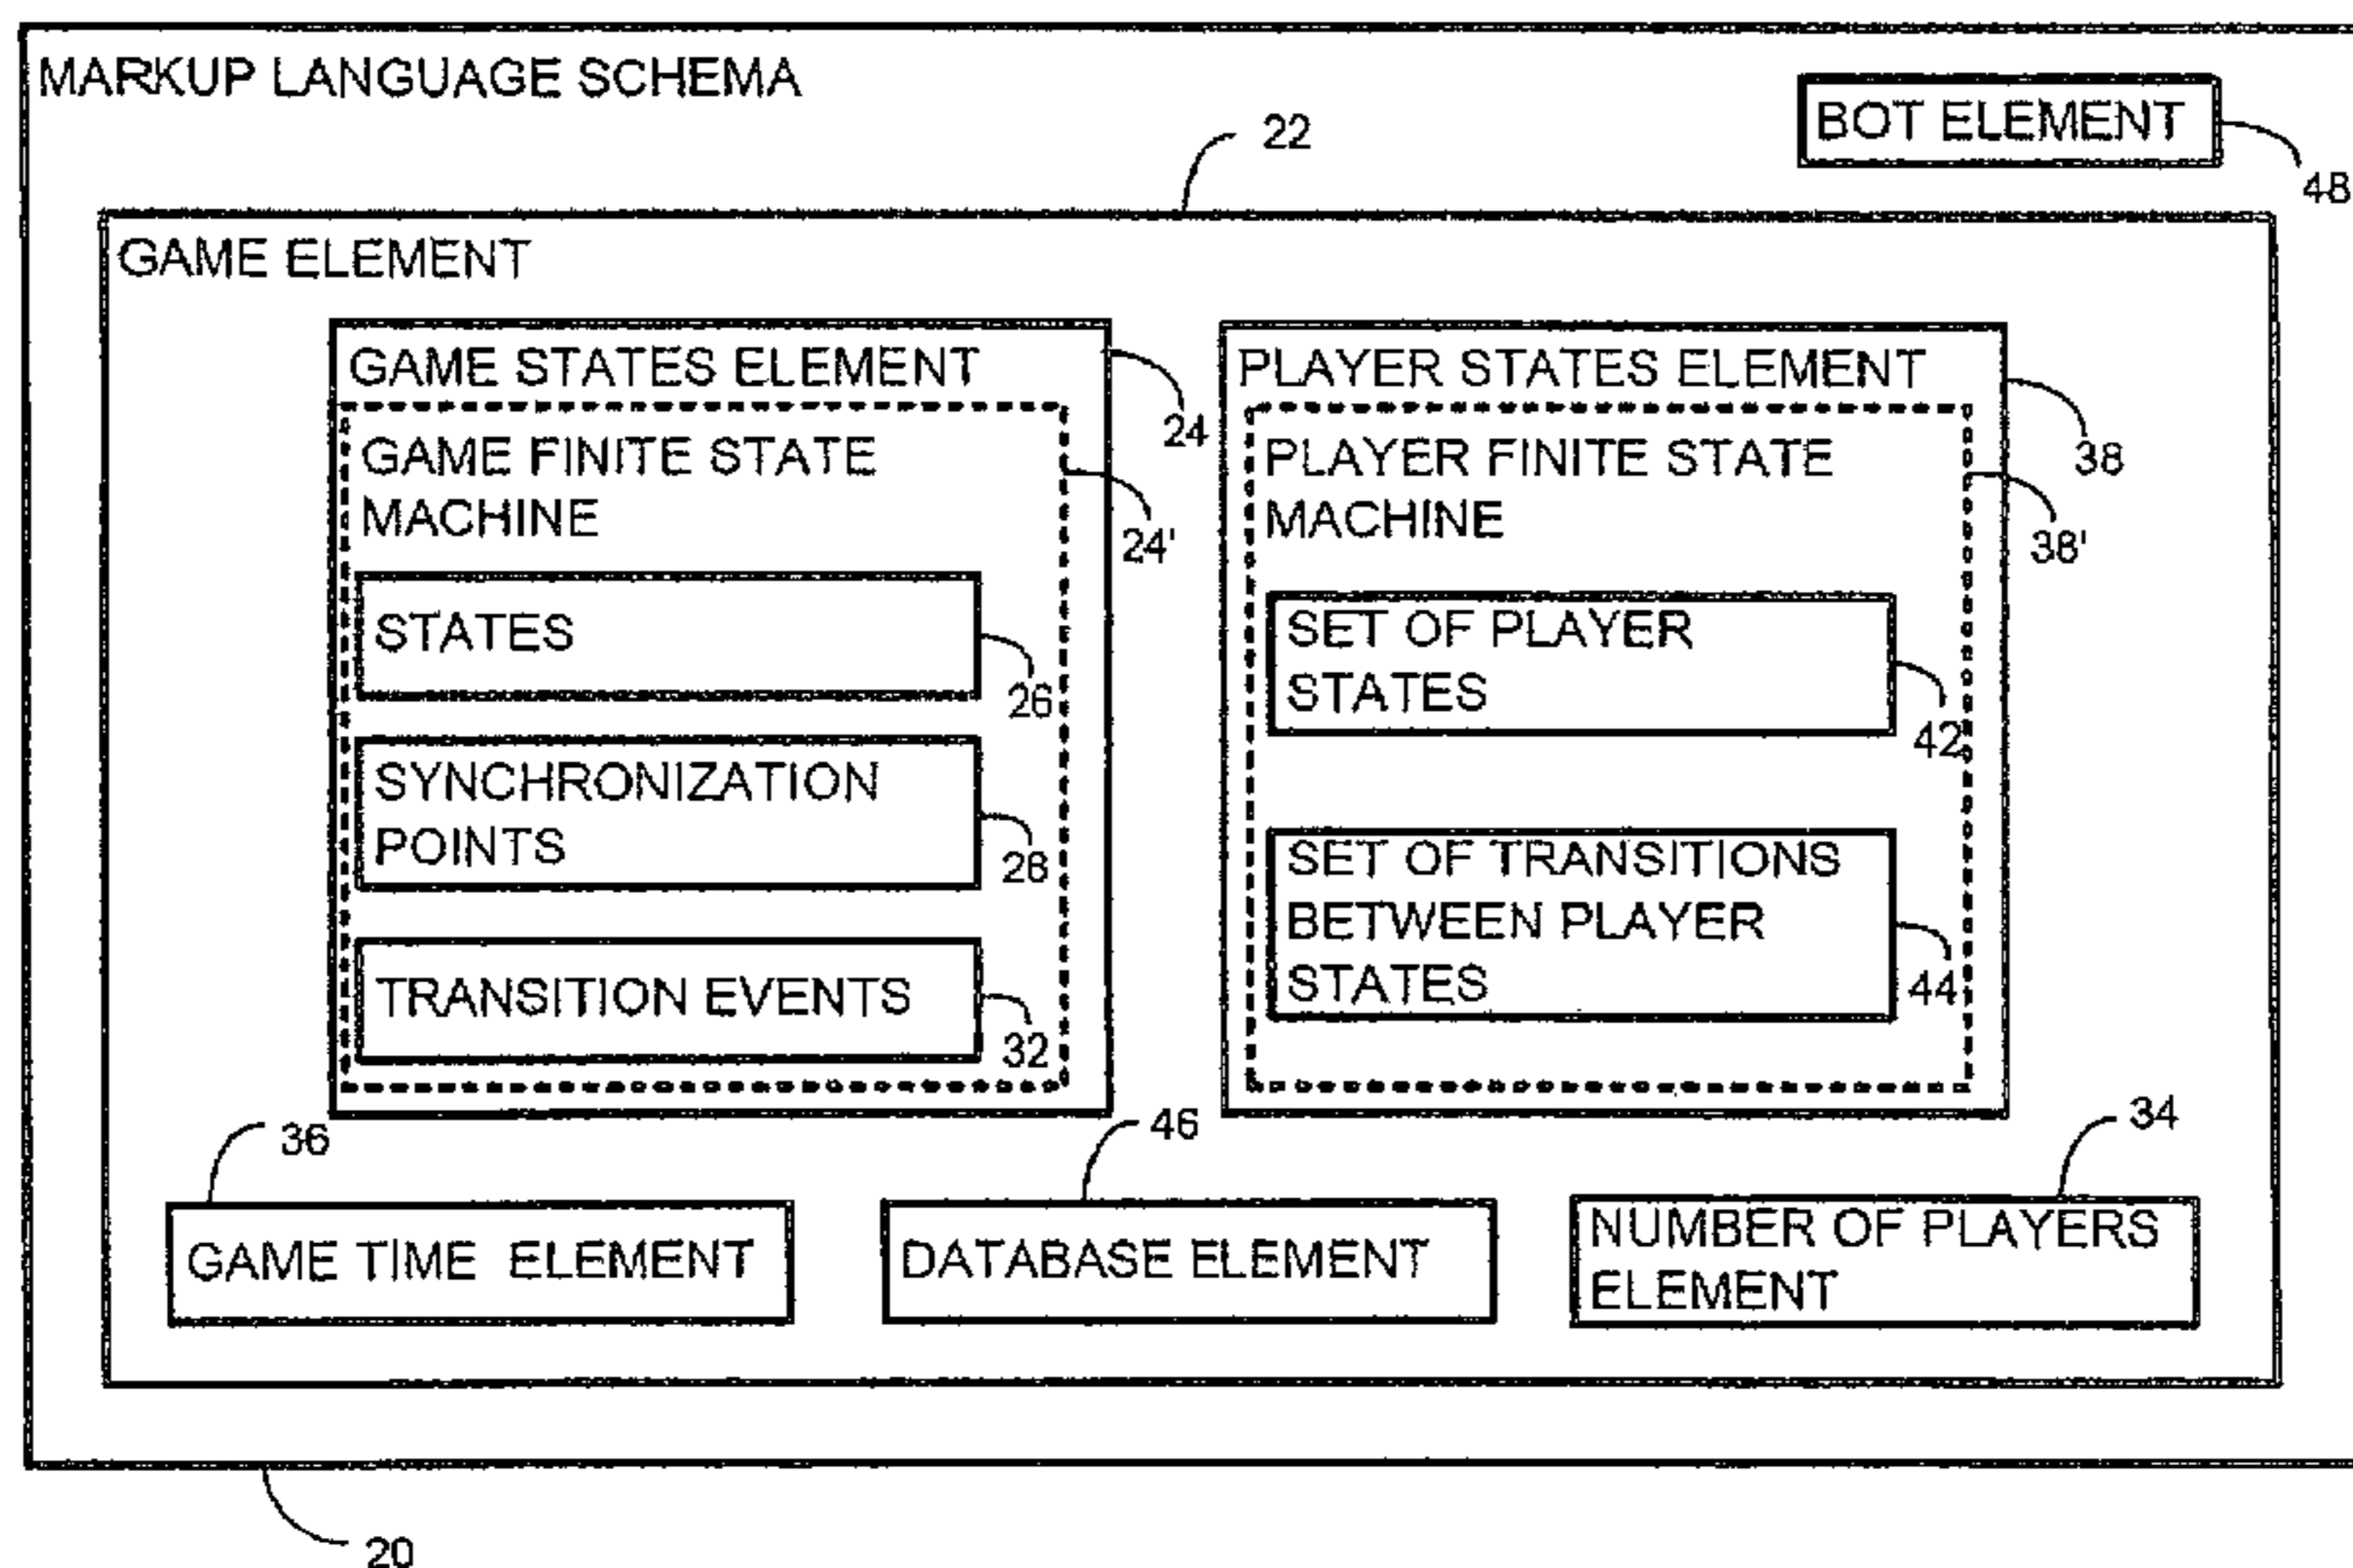 MARKUP LANGUAGE SCHEMA
BOT ELEMENT
48
22
GAME ELEMENT
GAME STATES ELEMENT
24
GAME FINITE STATE
MACHINE
24'
STATES
26
SYNCHRONIZATION
POINTS
28
TRANSITION EVENTS
32
PLAYER STATES ELEMENT
38
PLAYER FINITE STATE
MACHINE
38'
SET OF PLAYER
STATES
42
SET OF TRANSITIONS
BETWEEN PLAYER
STATES
44
36
GAME TIME ELEMENT
46
DATABASE ELEMENT
34
NUMBER OF PLAYERS
ELEMENT
20